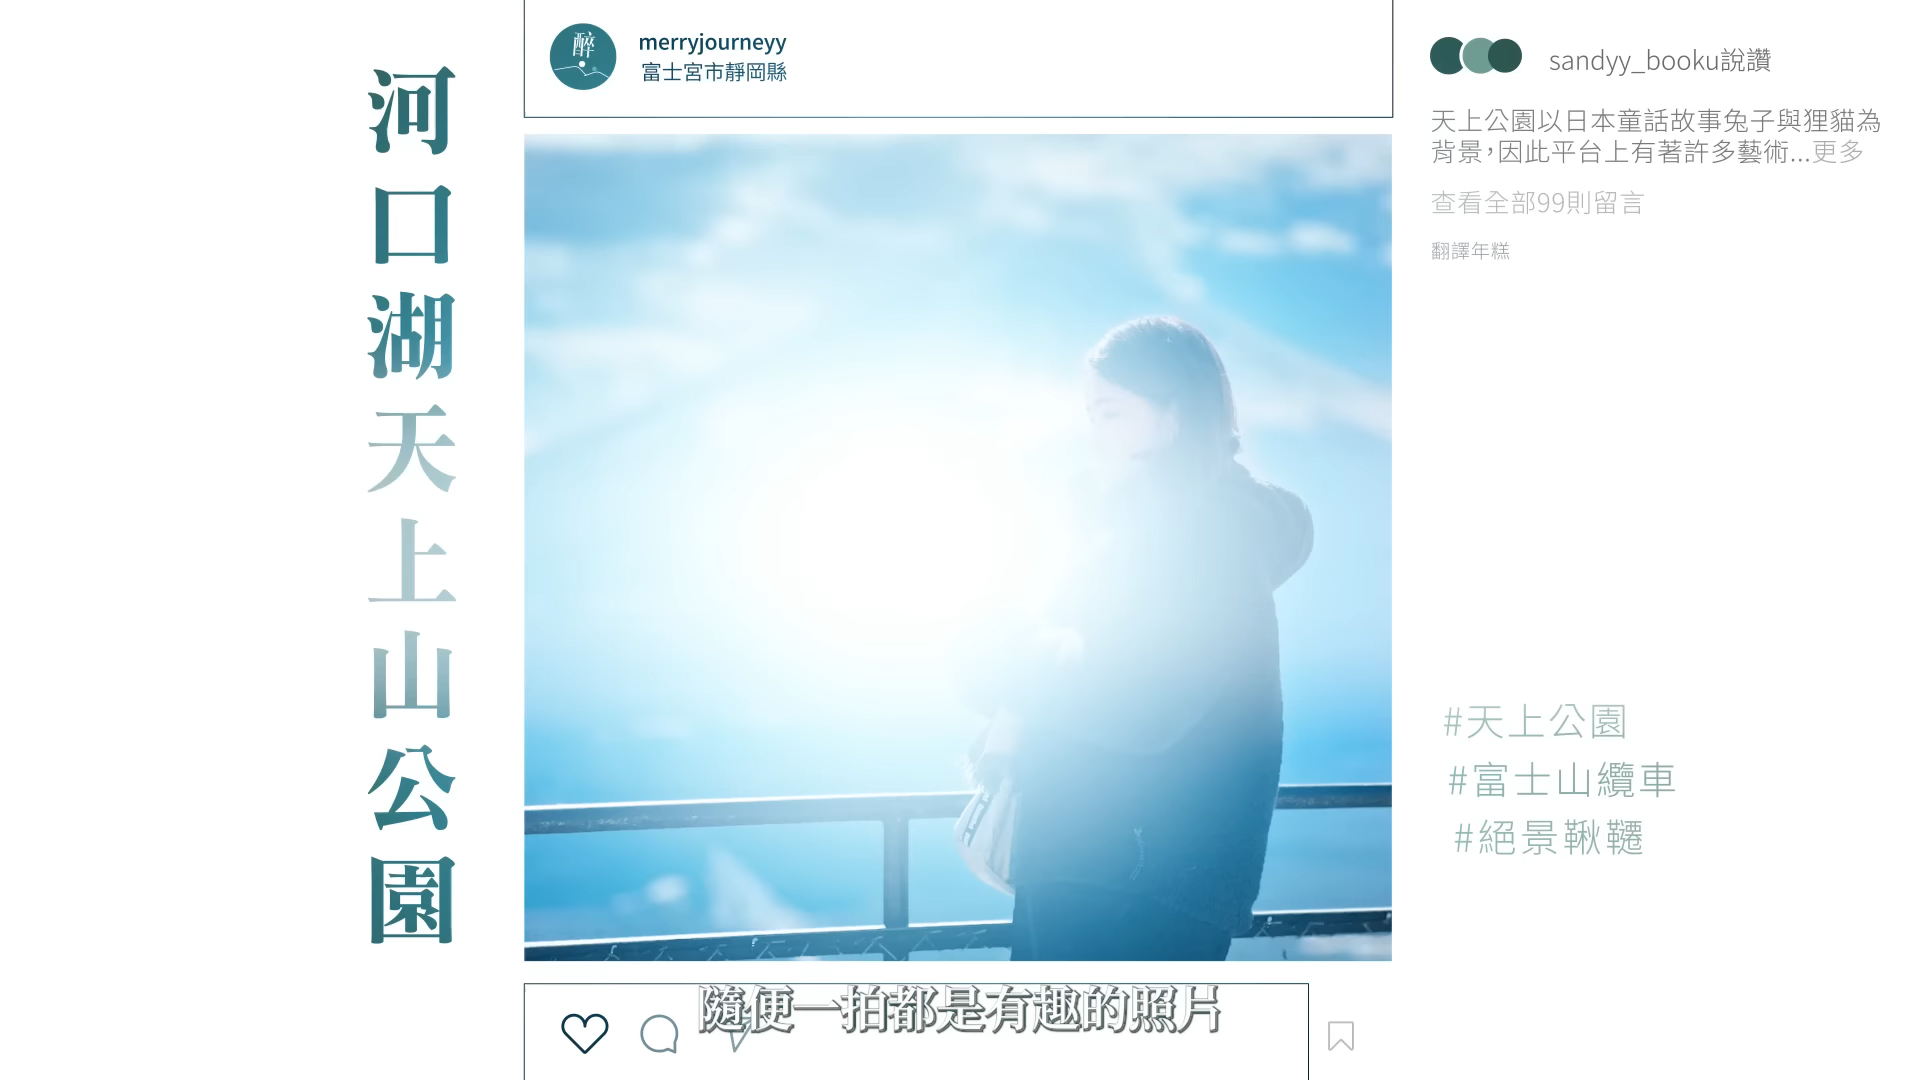 河口湖天上山公園
醉
merryjourneyy
富士宮市靜岡縣
sandyy_booku說讚
天上公園以日本童話故事兔子與狸貓為
背景，因此平台上有著許多藝術...更多
查看全部99則留言
翻譯年糕
#天上公園
#富士山纜車
#絕景鞦韆
隨便一拍都是有趣的照片